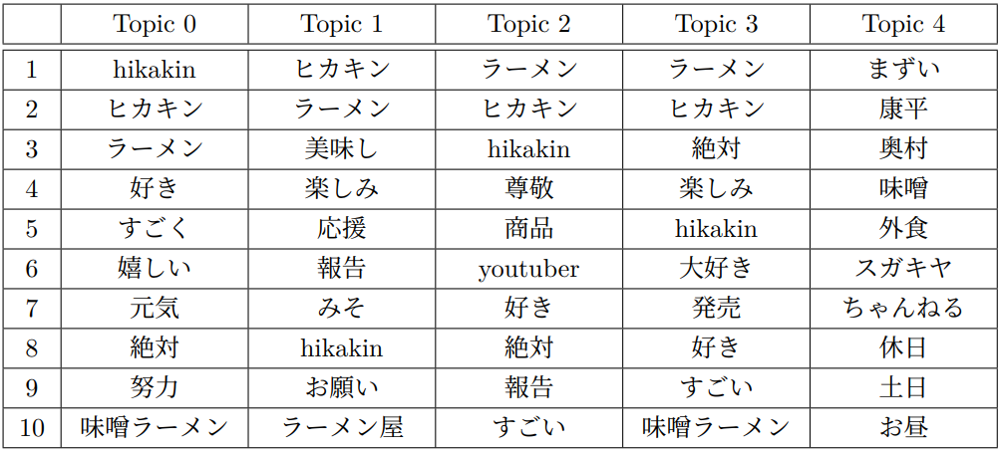 Topic 0 Topic 1 Topic 2 Topic 3 Topic 4
1 hikakin ヒカキン ラーメン ラーメン まずい
2 ヒカキン ラーメン ヒカキン ヒカキン 康平
3 ラーメン 美味し hikakin 絶対 奥村
4 好き 楽しみ 尊敬 楽しみ 味噌
5 すごく 応援 商品 hikakin 外食
6 嬉しい 報告 youtuber 大好き スガキヤ
7 元気 みそ 好き 発売 ちゃんねる
8 絶対 hikakin 絶対 好き 休日
9 努力 お願い 報告 すごい 土日
10 味噌ラーメン ラーメン屋 すごい 味噌ラーメン お昼